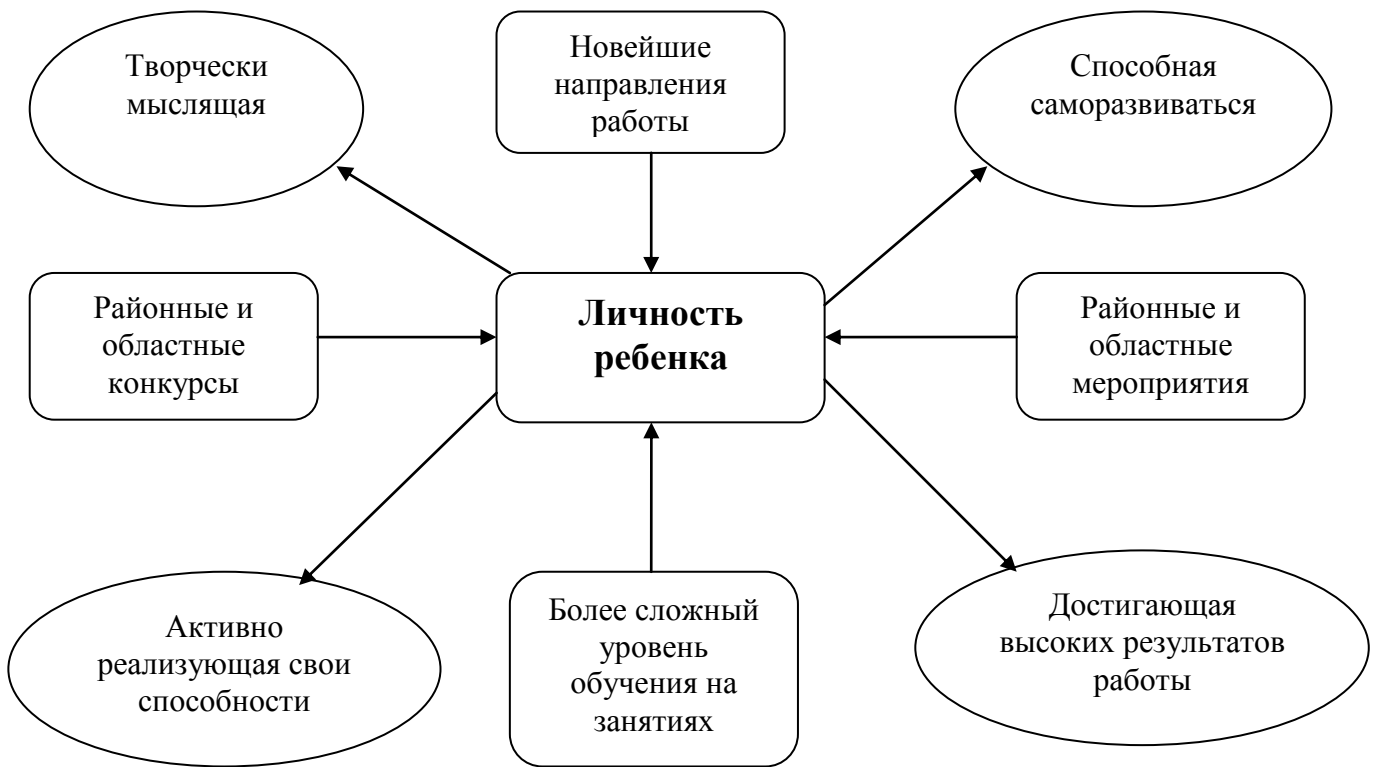 Творчески
мыслящая
Новейшие
направления
работы
Способная
саморазвиваться
Районные и
областные
конкурсы
Личность
ребенка
Районные и
областные
мероприятия
Активно
реализующая свои
способности
Более сложный
уровень
обучения на
занятиях
Достигающая
высоких результатов
работы